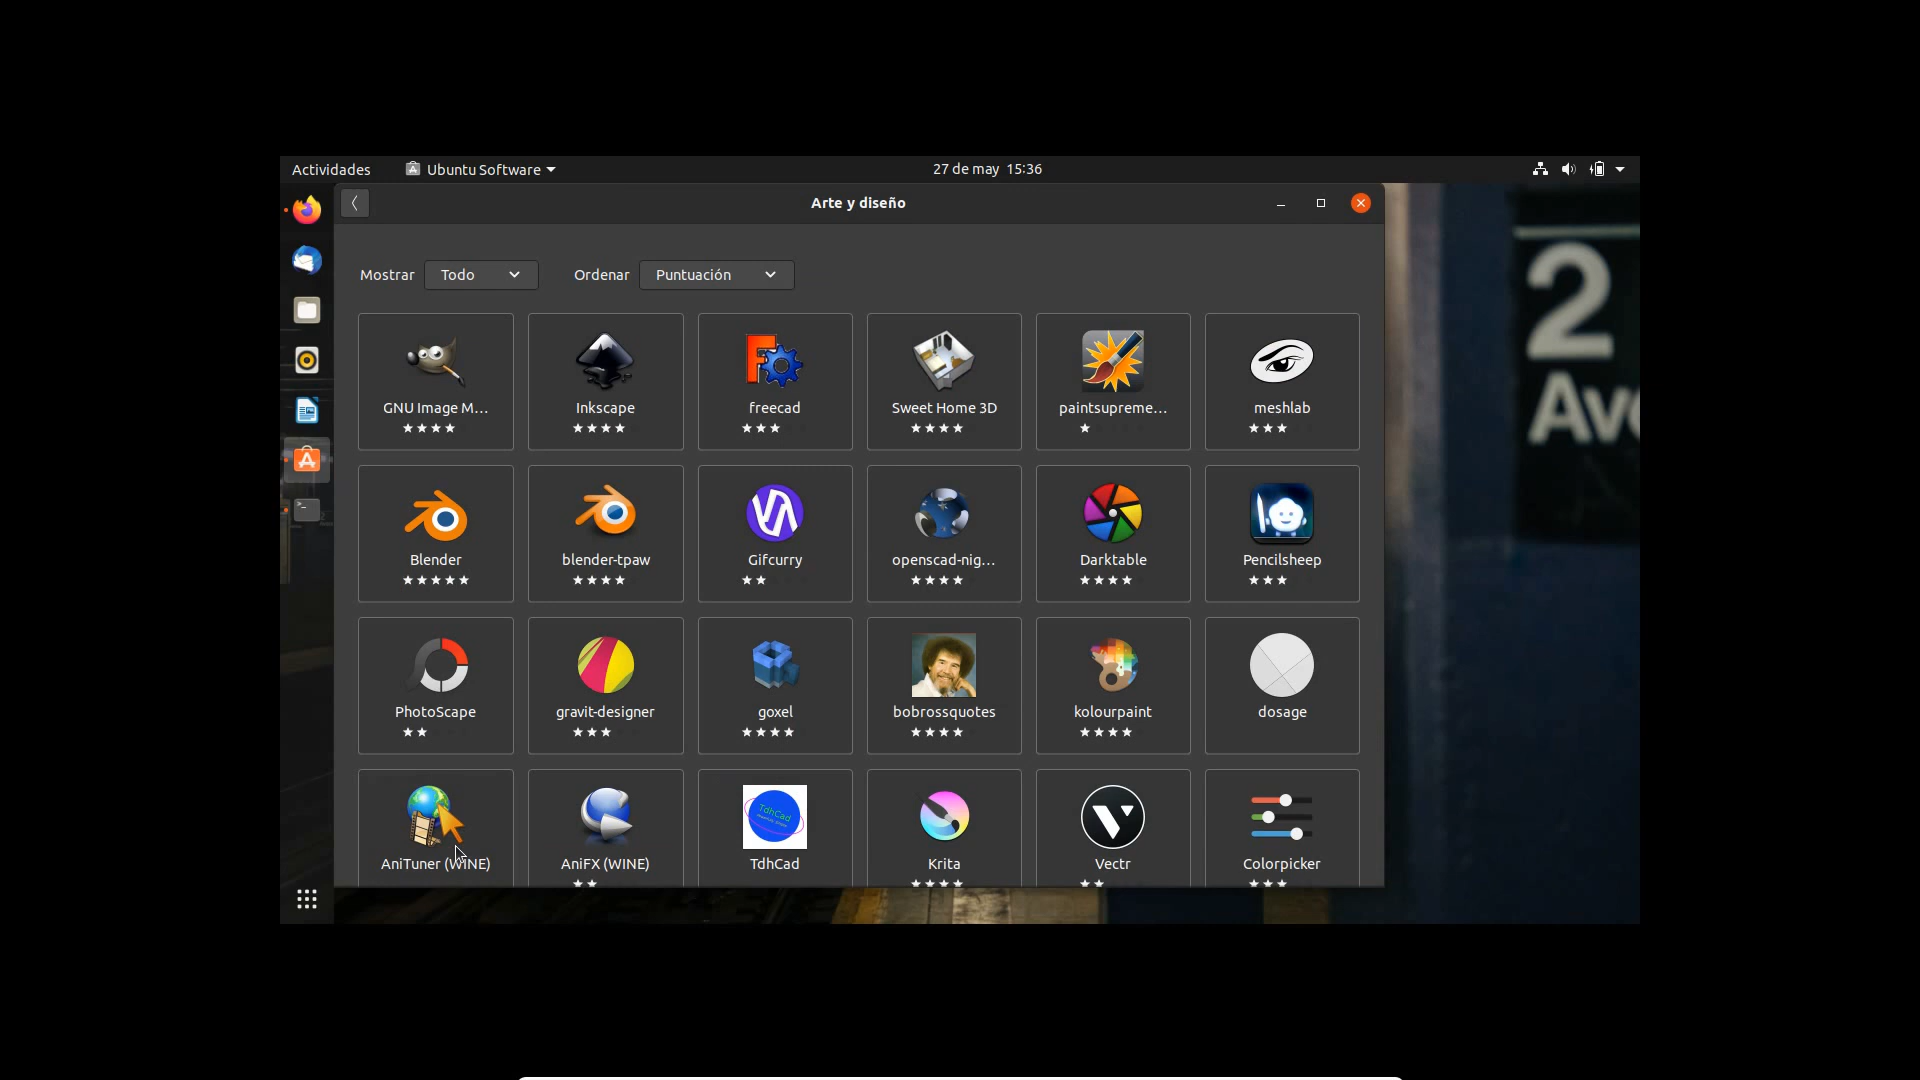 Actividades
Ubuntu Software
27 de may 15:36
Arte y diseño
Mostrar
Todo
Ordenar
Puntuación
GNU Image M...
Inkscape
freecad
Sweet Home 3D
paintsupreme...
meshlab
Blender
blender-tpaw
Gifcurry
openscad-nig...
Darktable
Pencilsheep
PhotoScape
gravit-designer
goxel
bobrossquotes
kolourpaint
dosage
AniTuner (WINE)
AniFX (WINE)
TdhCad
TdhCad
Krita
Vectr
Colorpicker
2